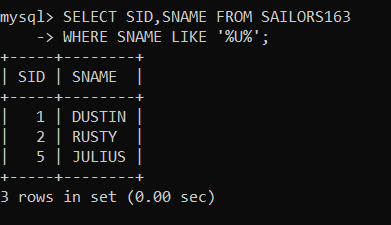 mysql> SELECT SID,SNAME FROM SAILORS163
    -> WHERE SNAME LIKE '%U%';
+-----+--------+
| SID | SNAME  |
+-----+--------+
|   1 | DUSTIN |
|   2 | RUSTY  |
|   5 | JULIUS |
+-----+--------+
3 rows in set (0.00 sec)